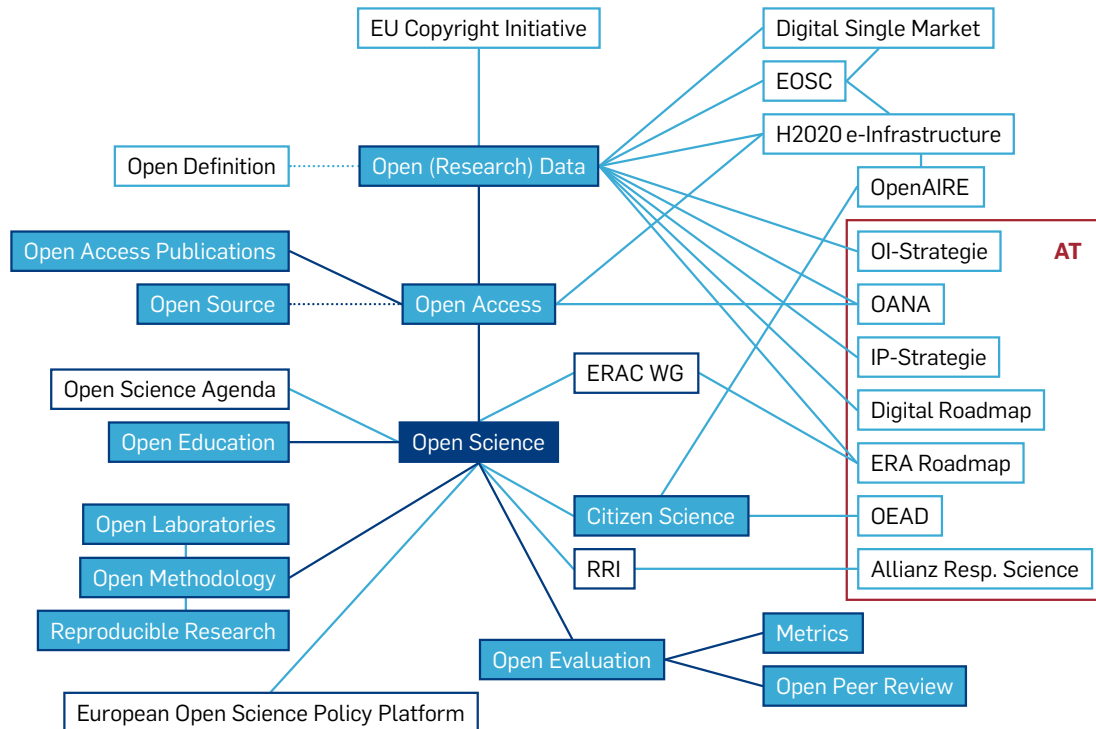 EU Copyright Initiative
Digital Single Market
EOSC
H2020 e-Infrastructure
Open Definition
Open (Research) Data
OpenAIRE
Open Access Publications
OI-Strategie
AT
Open Source
Open Access
OANA
IP-Strategie
Open Science Agenda
ERAC WG
Digital Roadmap
Open Education
Open Science
ERA Roadmap
Open Laboratories
Citizen Science
OEAD
Open Methodology
RRI
Allianz Resp. Science
Reproducible Research
Metrics
Open Evaluation
Open Peer Review
European Open Science Policy Platform